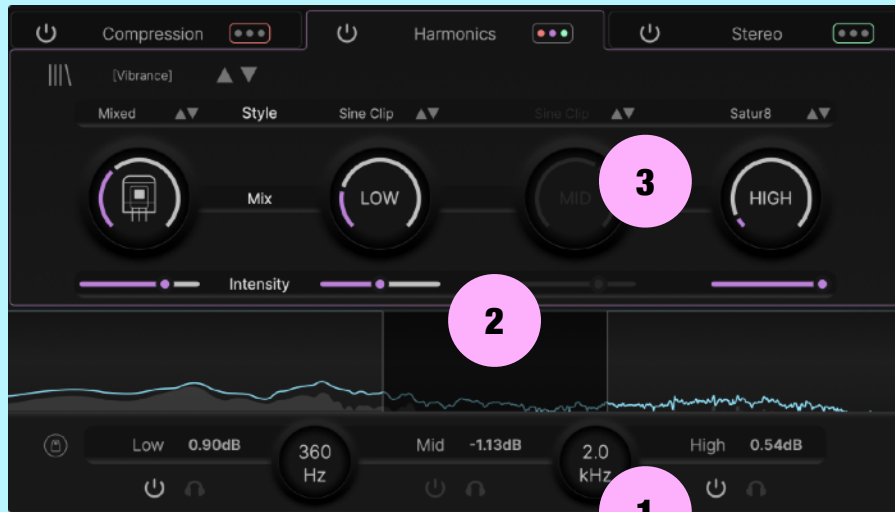 Compression Harmonics Stereo
[Vibrance]
Mixed Style Sine Clip Sine Clip Satur8
Mix LOW MID 3 HIGH
Intensity
2
Low 0.90dB 360 Hz Mid -1.13dB 2.0 kHz High 0.54dB
1